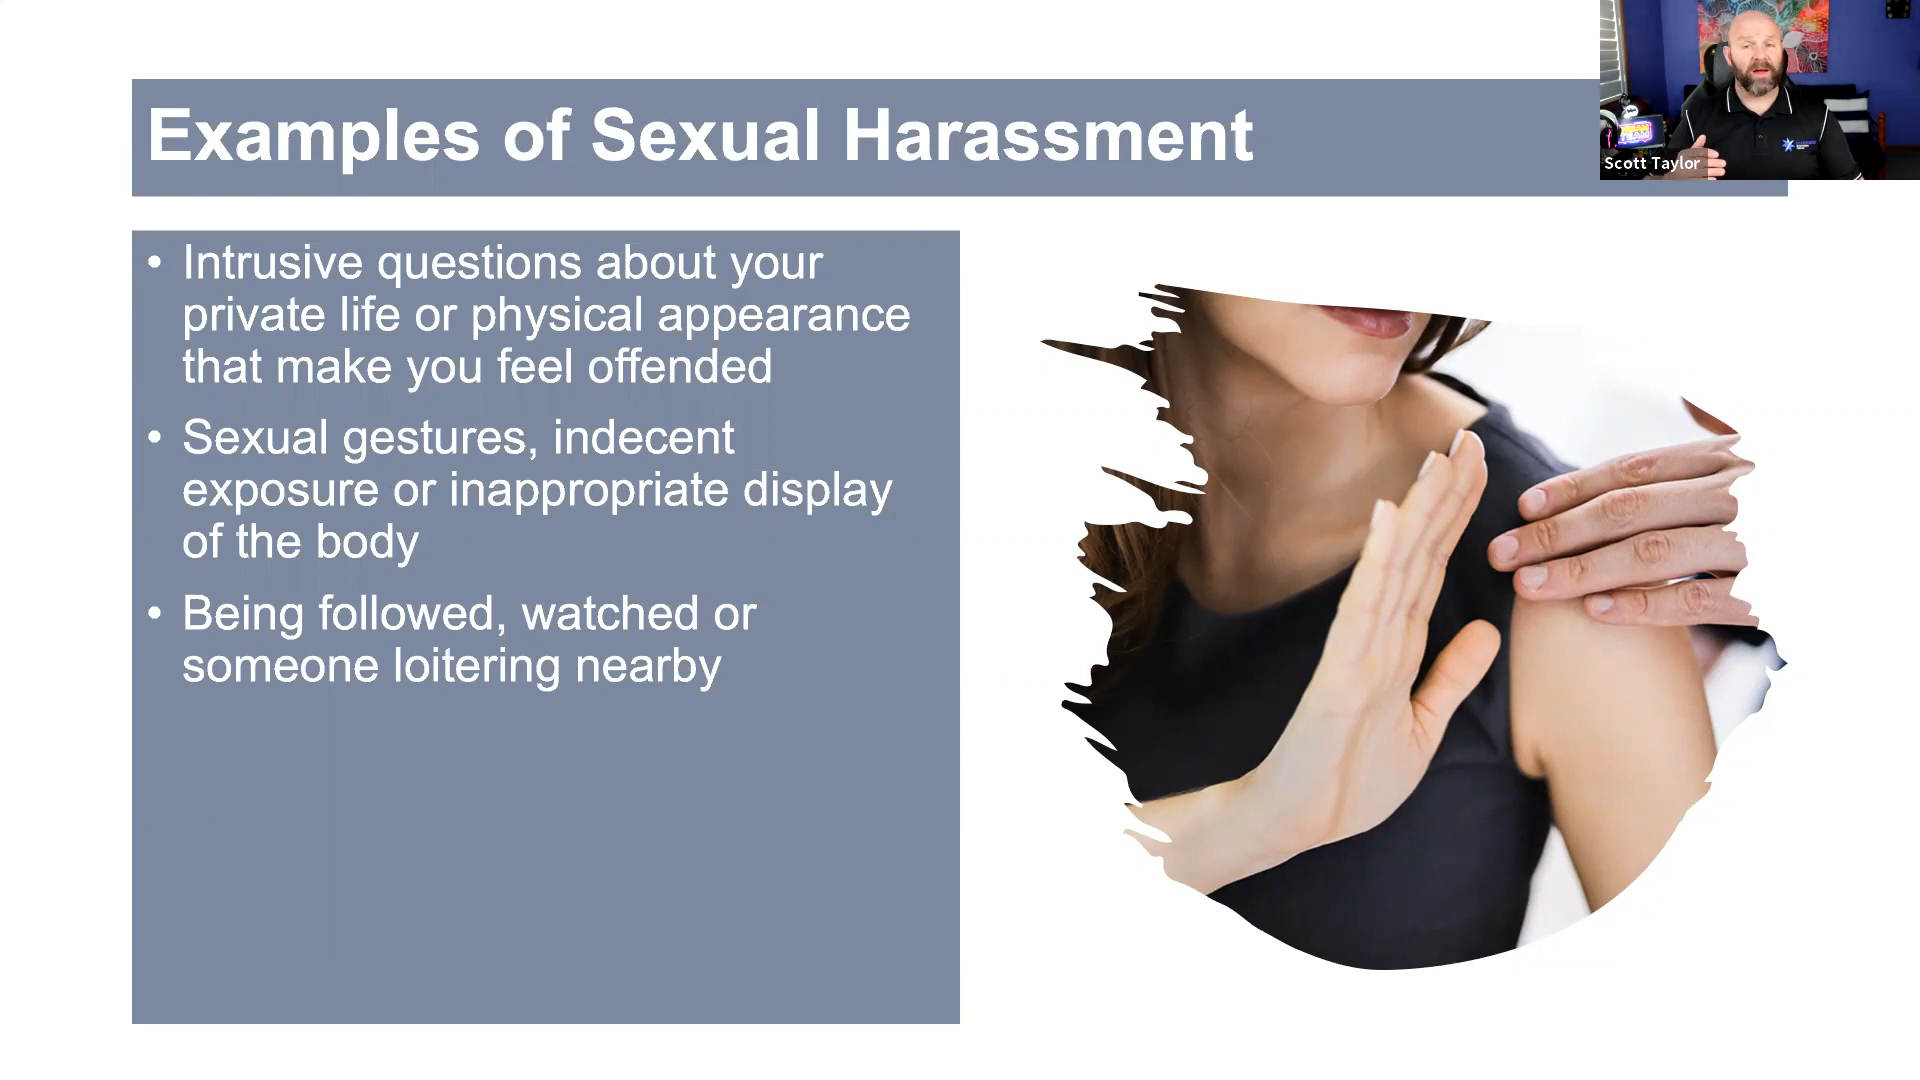 Examples of Sexual Harassment
Scott Taylor
• Intrusive questions about your
private life or physical appearance
that make you feel offended
• Sexual gestures, indecent
exposure or inappropriate display
of the body
• Being followed, watched or
someone loitering nearby